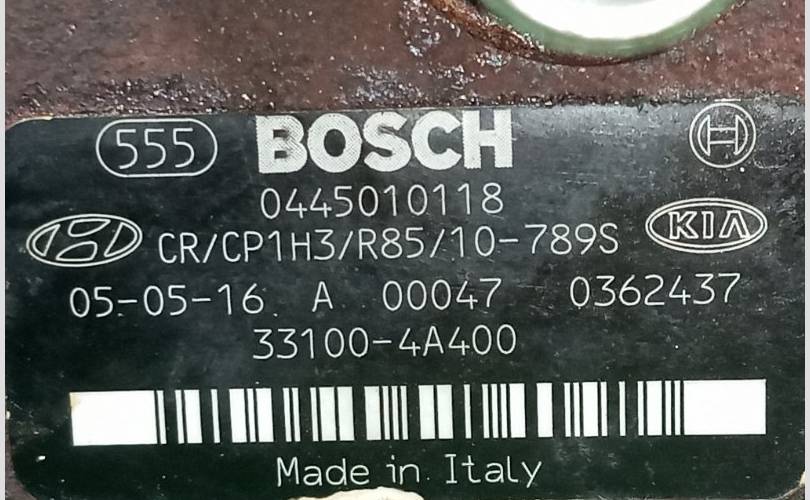 555 BOSCH
0445010118
CR/CP1H3/R85/10-789S KIA
05-05-16 A 00047 0362437
33100-4A400
Made in Italy